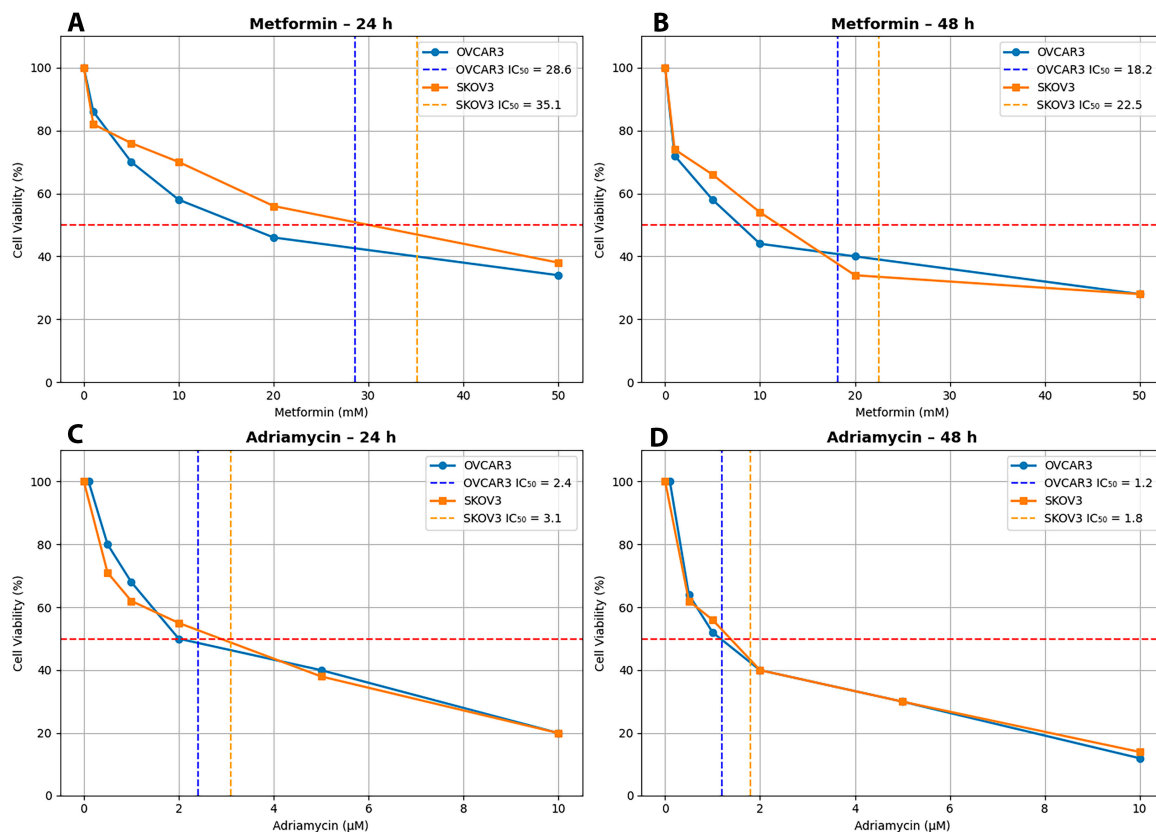 A
Metformin – 24 h
OVCAR3
OVCAR3 IC₅₀ = 28.6
SKOV3
SKOV3 IC₅₀ = 35.1
100
80
60
40
20
0
Cell Viability (%)
0 10 20 30 40 50
Metformin (mM)
B
Metformin – 48 h
OVCAR3
OVCAR3 IC₅₀ = 18.2
SKOV3
SKOV3 IC₅₀ = 22.5
100
80
60
40
20
0
Cell Viability (%)
0 10 20 30 40 50
Metformin (mM)
C
Adriamycin – 24 h
OVCAR3
OVCAR3 IC₅₀ = 2.4
SKOV3
SKOV3 IC₅₀ = 3.1
100
80
60
40
20
0
Cell Viability (%)
0 2 4 6 8 10
Adriamycin (μM)
D
Adriamycin – 48 h
OVCAR3
OVCAR3 IC₅₀ = 1.2
SKOV3
SKOV3 IC₅₀ = 1.8
100
80
60
40
20
0
Cell Viability (%)
0 2 4 6 8 10
Adriamycin (μM)